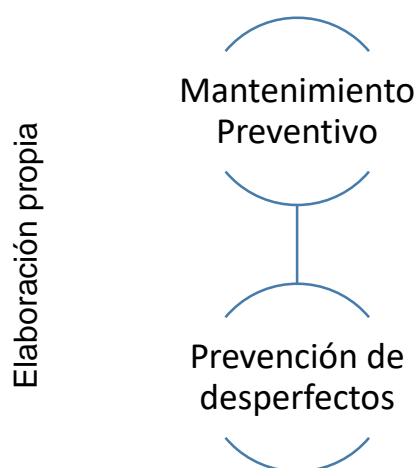 Elaboración propia
Mantenimiento
Preventivo
Prevención de
desperfectos